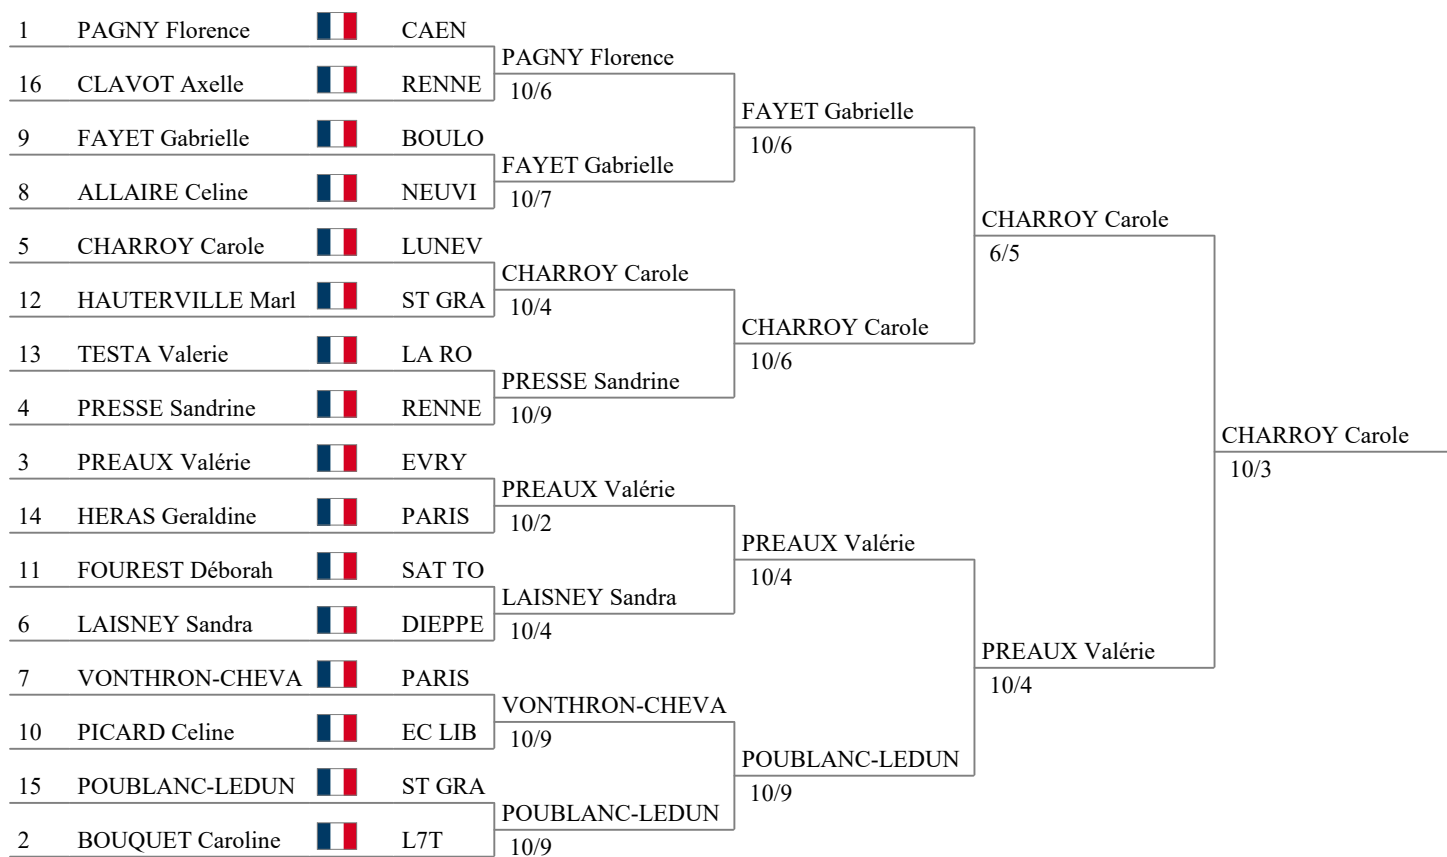 1 PAGNY Florence CAEN
PAGNY Florence
16 CLAVOT Axelle RENNE
10/6
FAYET Gabrielle
9 FAYET Gabrielle BOULO
10/6
FAYET Gabrielle
8 ALLAIRE Celine NEUVI
10/7
CHARROY Carole
5 CHARROY Carole LUNEV
6/5
CHARROY Carole
12 HAUTERVILLE Marl ST GRA
10/4
CHARROY Carole
13 TESTA Valerie LA RO
10/6
PRESSE Sandrine
4 PRESSE Sandrine RENNE
10/9
CHARROY Carole
3 PREAUX Valérie EVRY
10/3
PREAUX Valérie
14 HERAS Geraldine PARIS
10/2
PREAUX Valérie
11 FOUREST Déborah SAT TO
10/4
LAISNEY Sandra
6 LAISNEY Sandra DIEPPE
10/4
PREAUX Valérie
7 VONTHRON-CHEVA PARIS
10/4
VONTHRON-CHEVA
10 PICARD Celine EC LIB
10/9
POUBLANC-LEDUN
15 POUBLANC-LEDUN ST GRA
10/9
POUBLANC-LEDUN
2 BOUQUET Caroline L7T
10/9